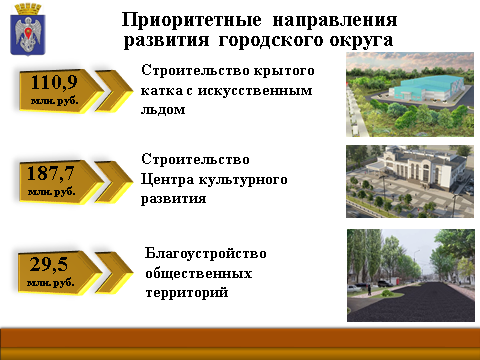 Приоритетные направления
развития городского округа
110,9
млн. руб.
Строительство крытого
катка с искусственным
льдом
187,7
млн. руб.
Строительство
Центра культурного
развития
29,5
млн. руб.
Благоустройство
общественных
территорий